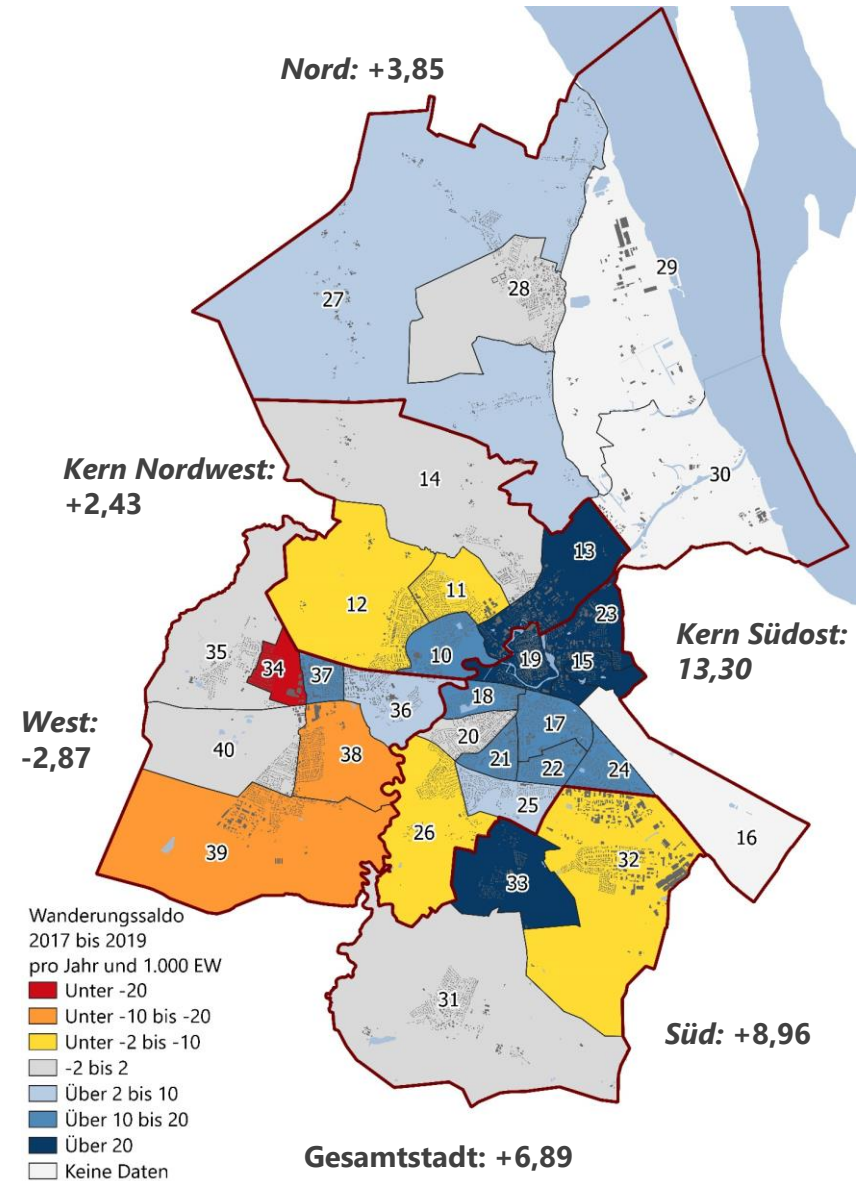 Nord: +3,85
29
28
27
30
Kern Nordwest:
+2,43
14
13
11
12
23
Kern Südost:
13,30
10
19
15
35
34
37
18
36
West:
-2,87
17
20
40
38
21
22
24
25
16
26
39
32
33
Wanderungssaldo
2017 bis 2019
pro Jahr und 1.000 EW
Unter -20
Unter -10 bis -20
Unter -2 bis -10
-2 bis 2
Über 2 bis 10
Über 10 bis 20
Über 20
Keine Daten
31
Süd: +8,96
Gesamtstadt: +6,89